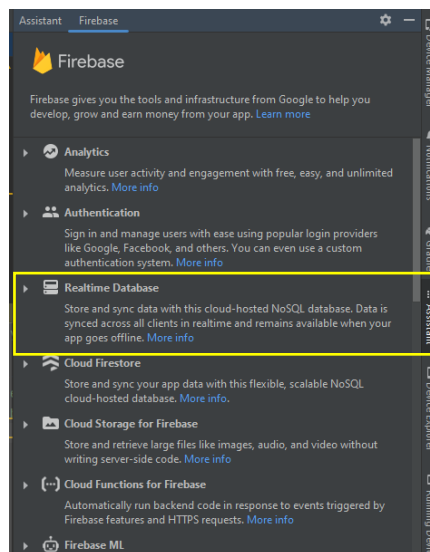 Assistant Firebase
Firebase
Firebase gives you the tools and infrastructure from Google to help you
develop, grow and earn money from your app. Learn more
Analytics
Measure user activity and engagement with free, easy, and unlimited
analytics. More info
Authentication
Sign in and manage users with ease using popular login providers
like Google, Facebook, and others. You can even use a custom
authentication system. More info
Realtime Database
Store and sync data with this cloud-hosted NoSQL database. Data is
synced across all clients in realtime and remains available when your
app goes offline. More info
Cloud Firestore
Store and sync your app data with this flexible, scalable NoSQL
cloud-hosted database. More info.
Cloud Storage for Firebase
Store and retrieve large files like images, audio, and video without
writing server-side code. More info
Cloud Functions for Firebase
Automatically run backend code in response to events triggered by
Firebase features and HTTPS requests. More info
Firebase ML
Device Manager
Notifications
Gradle
Assistant
Device Explorer